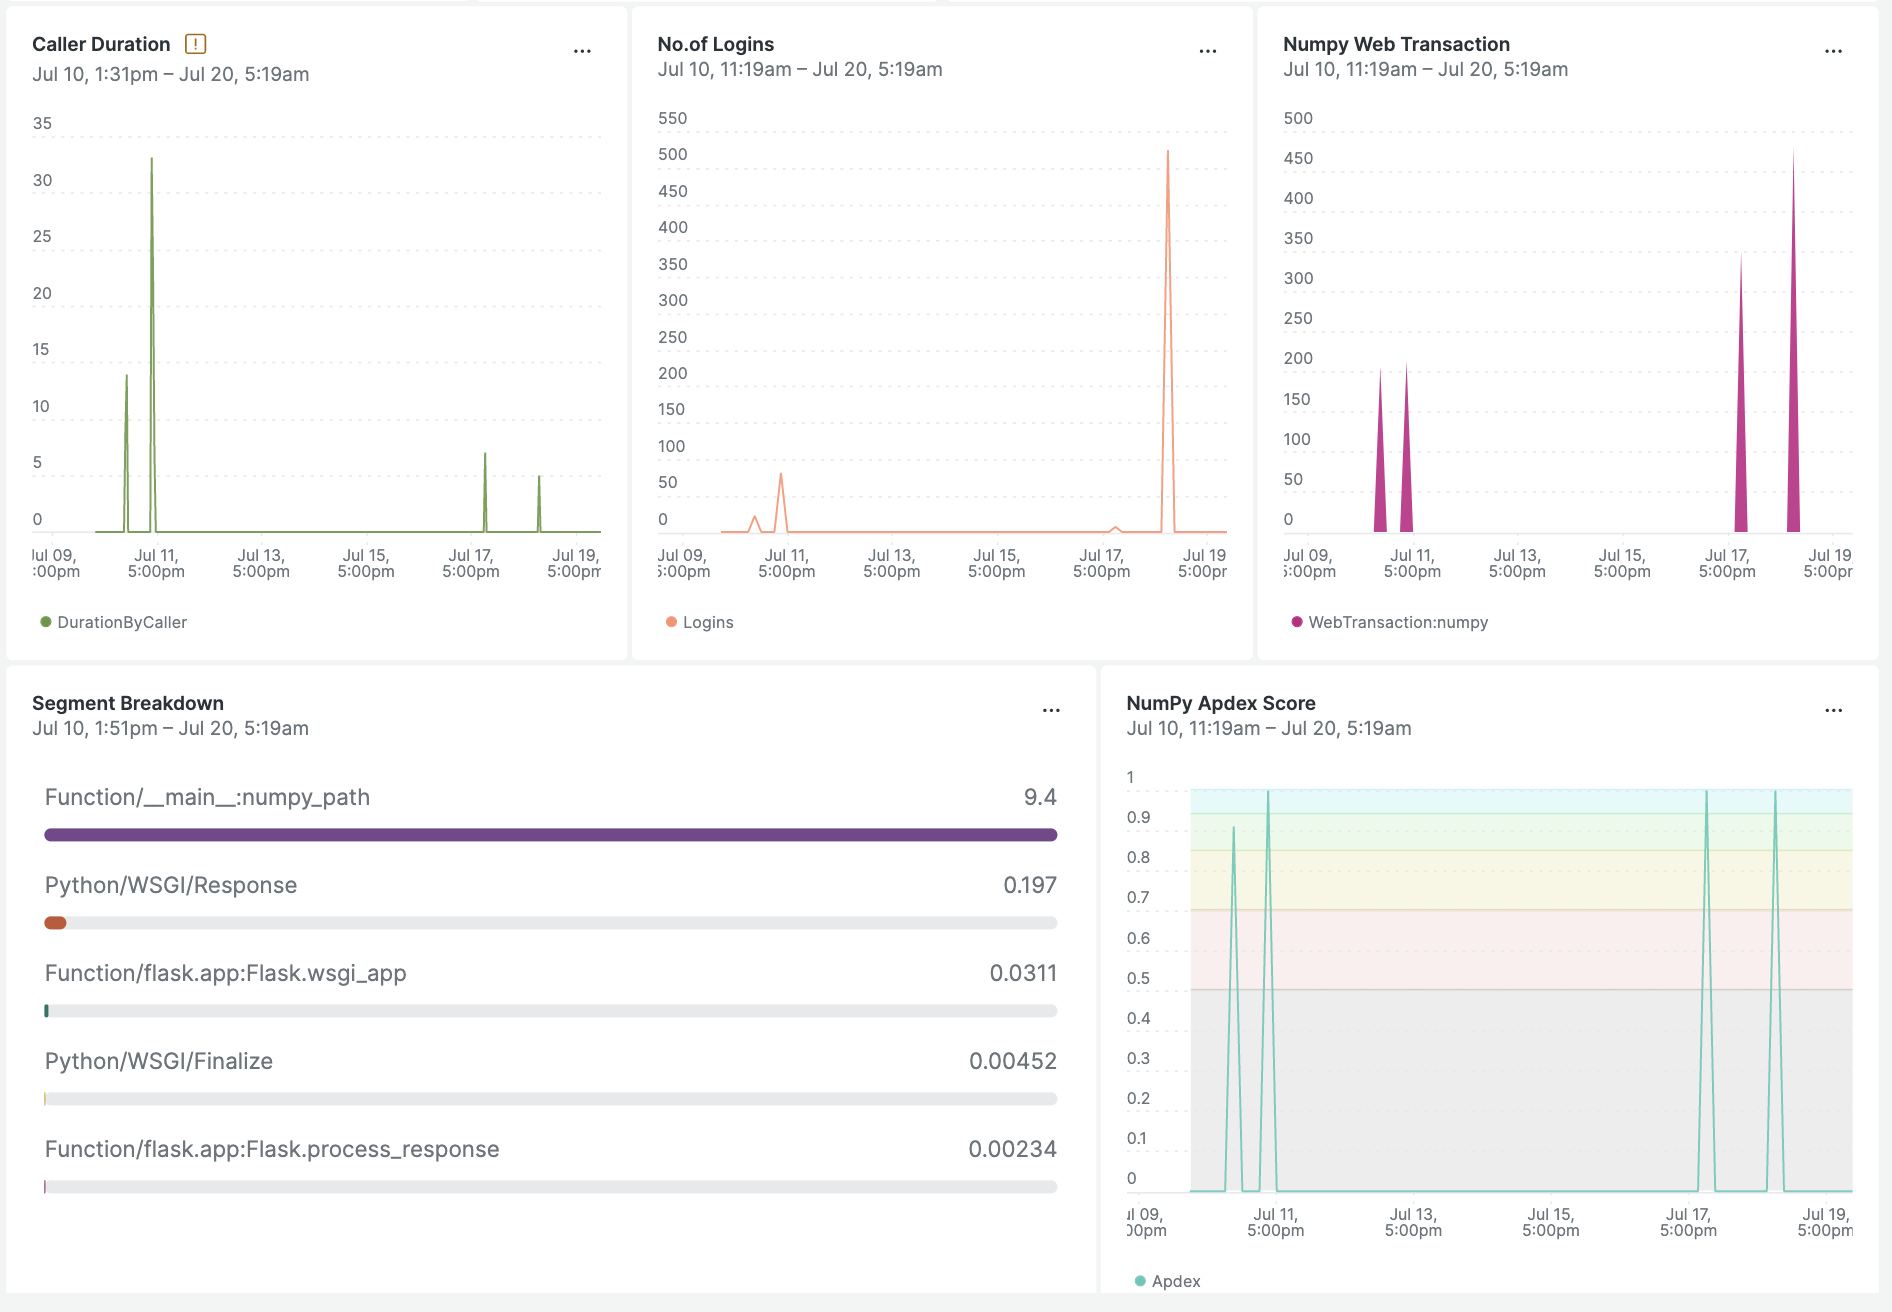 Caller Duration
Jul 10, 1:31pm – Jul 20, 5:19am
...
35
30
25
20
15
10
5
0
Jul 09, Jul 11, Jul 13, Jul 15, Jul 17, Jul 19,
:00pm 5:00pm 5:00pm 5:00pm 5:00pm 5:00pm
DurationByCaller
No.of Logins
Jul 10, 11:19am – Jul 20, 5:19am
...
550
500
450
400
350
300
250
200
150
100
50
0
Jul 09, Jul 11, Jul 13, Jul 15, Jul 17, Jul 19
5:00pm 5:00pm 5:00pm 5:00pm 5:00pm 5:00pr
Logins
Numpy Web Transaction
Jul 10, 11:19am – Jul 20, 5:19am
...
500
450
400
350
300
250
200
150
100
50
0
Jul 09, Jul 11, Jul 13, Jul 15, Jul 17, Jul 19
5:00pm 5:00pm 5:00pm 5:00pm 5:00pm 5:00pr
WebTransaction:numpy
Segment Breakdown
Jul 10, 1:51pm – Jul 20, 5:19am
...
Function/__main__:numpy_path 9.4
Python/WSGI/Response 0.197
Function/flask.app:Flask.wsgi_app 0.0311
Python/WSGI/Finalize 0.00452
Function/flask.app:Flask.process_response 0.00234
NumPy Apdex Score
Jul 10, 11:19am – Jul 20, 5:19am
...
1
0.9
0.8
0.7
0.6
0.5
0.4
0.3
0.2
0.1
0
Jul 09, Jul 11, Jul 13, Jul 15, Jul 17, Jul 19,
00pm 5:00pm 5:00pm 5:00pm 5:00pm 5:00pm
Apdex